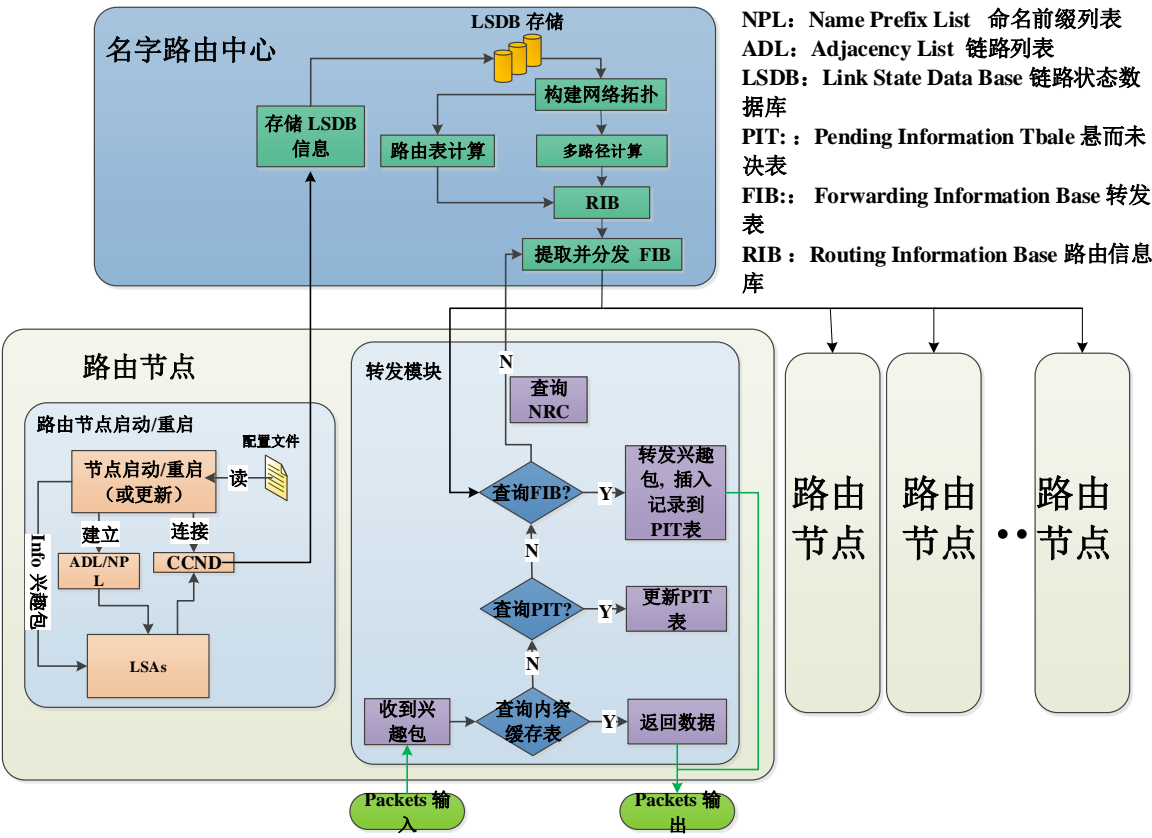 名字路由中心
LSDB 存储
存储 LSDB
信息
构建网络拓扑
路由表计算
多路径计算
RIB
提取并分发 FIB
NPL：Name Prefix List 命名前缀列表
ADL：Adjacency List 链路列表
LSDB：Link State Data Base 链路状态数
据库
PIT:：Pending Information Tbale 悬而未
决表
FIB:： Forwarding Information Base 转发
表
RIB ：Routing Information Base 路由信息
库
路由节点
路由节点启动/重启
配置文件
节点启动/重启
（或更新）
读
建立
连接
Info 兴趣包
ADL/NP
L
CCND
LSAs
转发模块
N
查询
NRC
查询FIB?
Y
转发兴趣
包, 插入
记录到
PIT表
N
查询PIT?
Y
更新PIT
表
N
收到兴
趣包
查询内容
缓存表
Y
返回数据
Packets 输
入
Packets 输
出
路由
节点
路由
节点
••
路由
节点